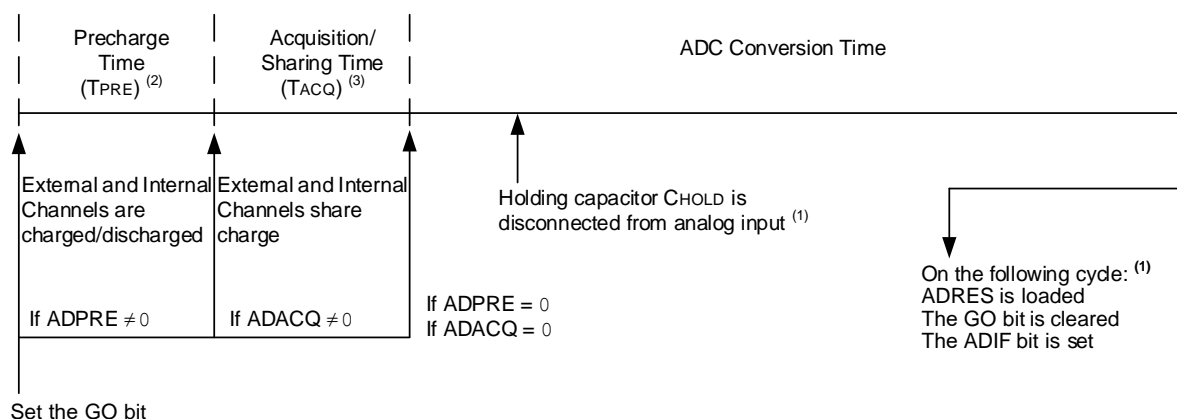 Precharge
Time
(TPRE) (2)
Acquisition/
Sharing Time
(TACQ) (3)
ADC Conversion Time
External and Internal
Channels are
charged/discharged
External and Internal
Channels share
charge
Holding capacitor CHOLD is
disconnected from analog input (1)
If ADPRE ≠ 0
If ADACQ ≠ 0
If ADPRE = 0
If ADACQ = 0
On the following cycle: (1)
ADRES is loaded
The GO bit is cleared
The ADIF bit is set
Set the GO bit